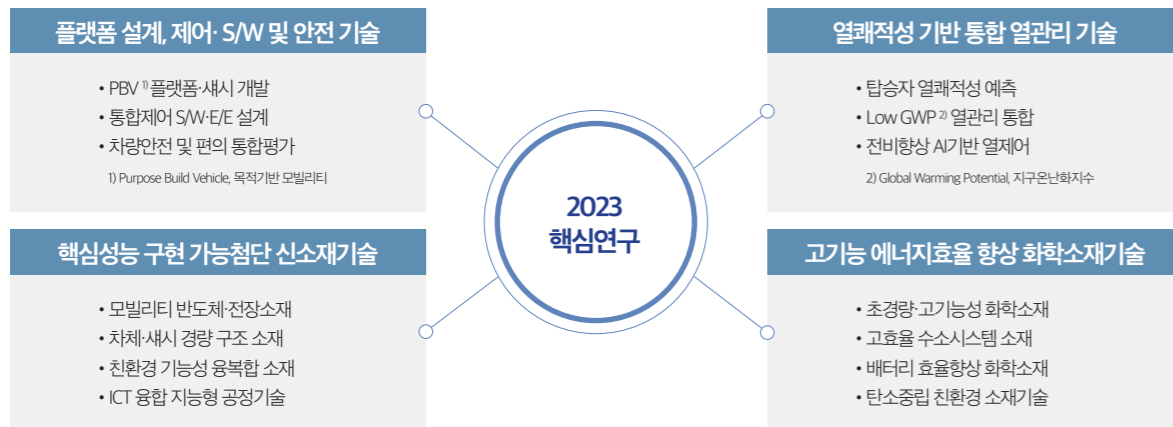 플랫폼 설계, 제어· S/W 및 안전 기술
• PBV 1) 플랫폼·섀시 개발
• 통합제어 S/W·E/E 설계
• 차량안전 및 편의 통합평가
1) Purpose Build Vehicle, 목적기반 모빌리티
열쾌적성 기반 통합 열관리 기술
• 탑승자 열쾌적성 예측
• Low GWP 2) 열관리 통합
• 전비향상 AI기반 열제어
2) Global Warming Potential, 지구온난화지수
2023
핵심연구
핵심성능 구현 가능첨단 신소재기술
• 모빌리티 반도체·전장소재
• 차체·섀시 경량 구조 소재
• 친환경 기능성 융복합 소재
• ICT 융합 지능형 공정기술
고기능 에너지효율 향상 화학소재기술
• 초경량·고기능성 화학소재
• 고효율 수소시스템 소재
• 배터리 효율향상 화학소재
• 탄소중립 친환경 소재기술